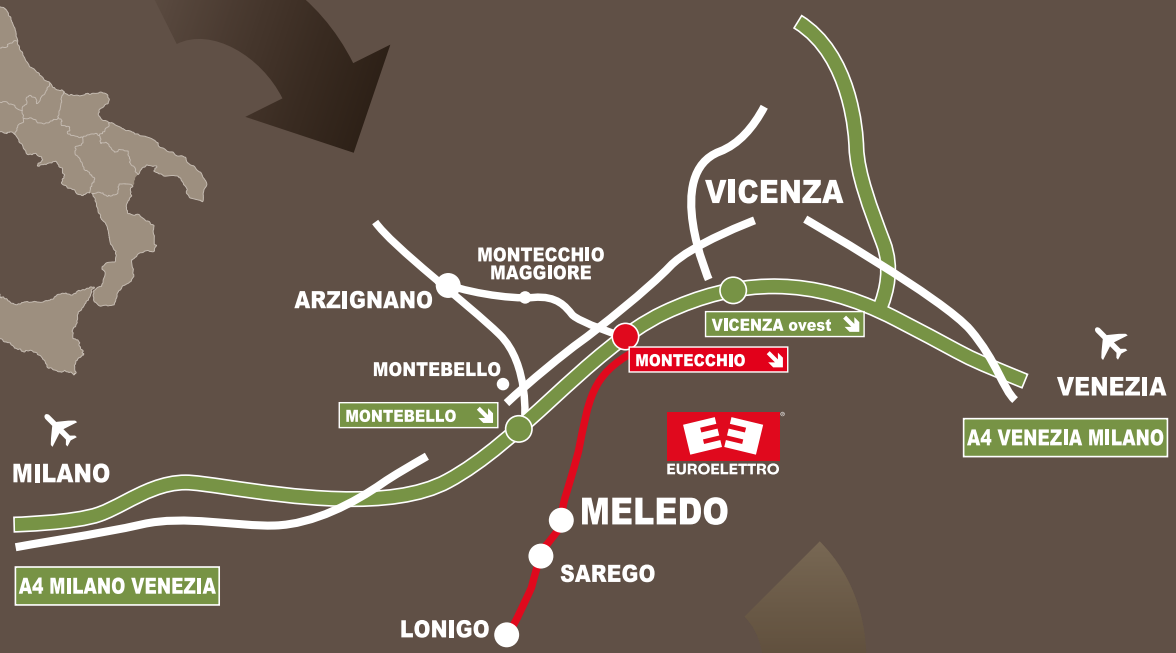 VICENZA
MONTECCHIO
MAGGIORE
ARZIGNANO
VICENZA ovest
MONTECCHIO
MONTEBELLO
VENEZIA
MONTEBELLO
EUROELETTRO
®
A4 VENEZIA MILANO
MILANO
MELEDO
SAREGO
A4 MILANO VENEZIA
LONIGO